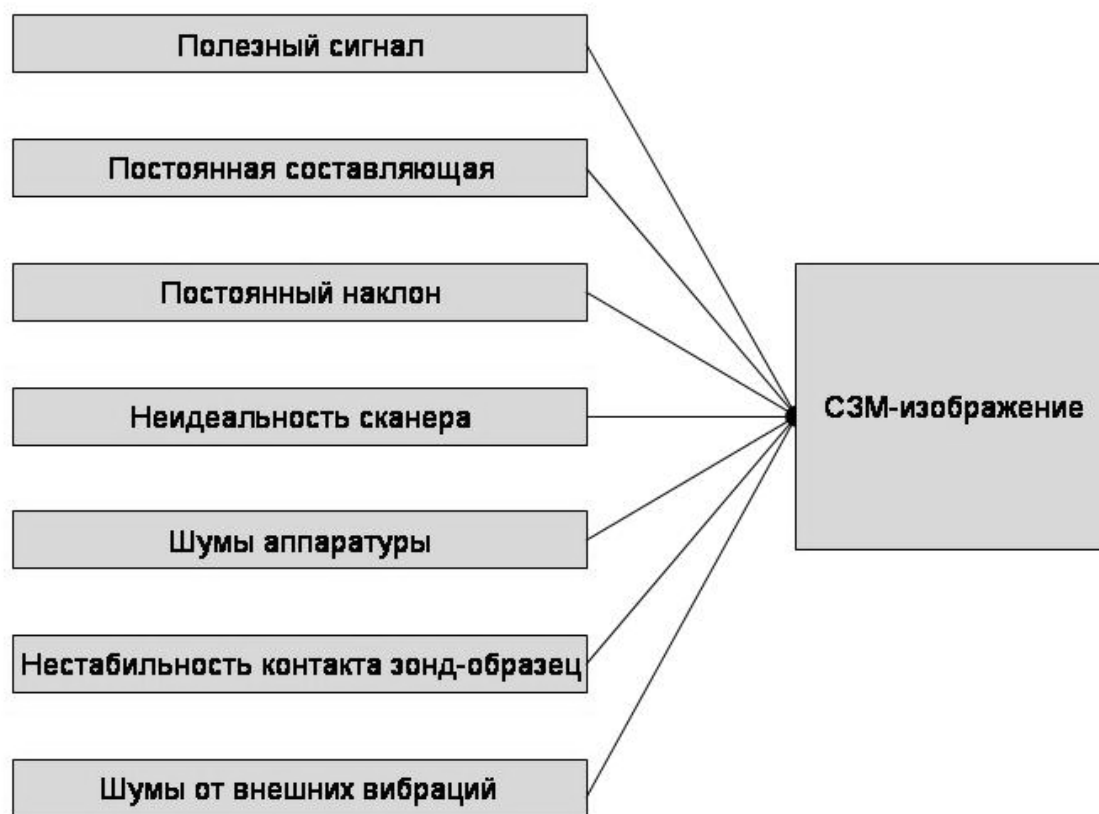 Полезный сигнал
Постоянная составляющая
Постоянный наклон
Неидеальность сканера
СЗМ-изображение
Шумы аппаратуры
Нестабильность контакта зонд-образец
Шумы от внешних вибраций